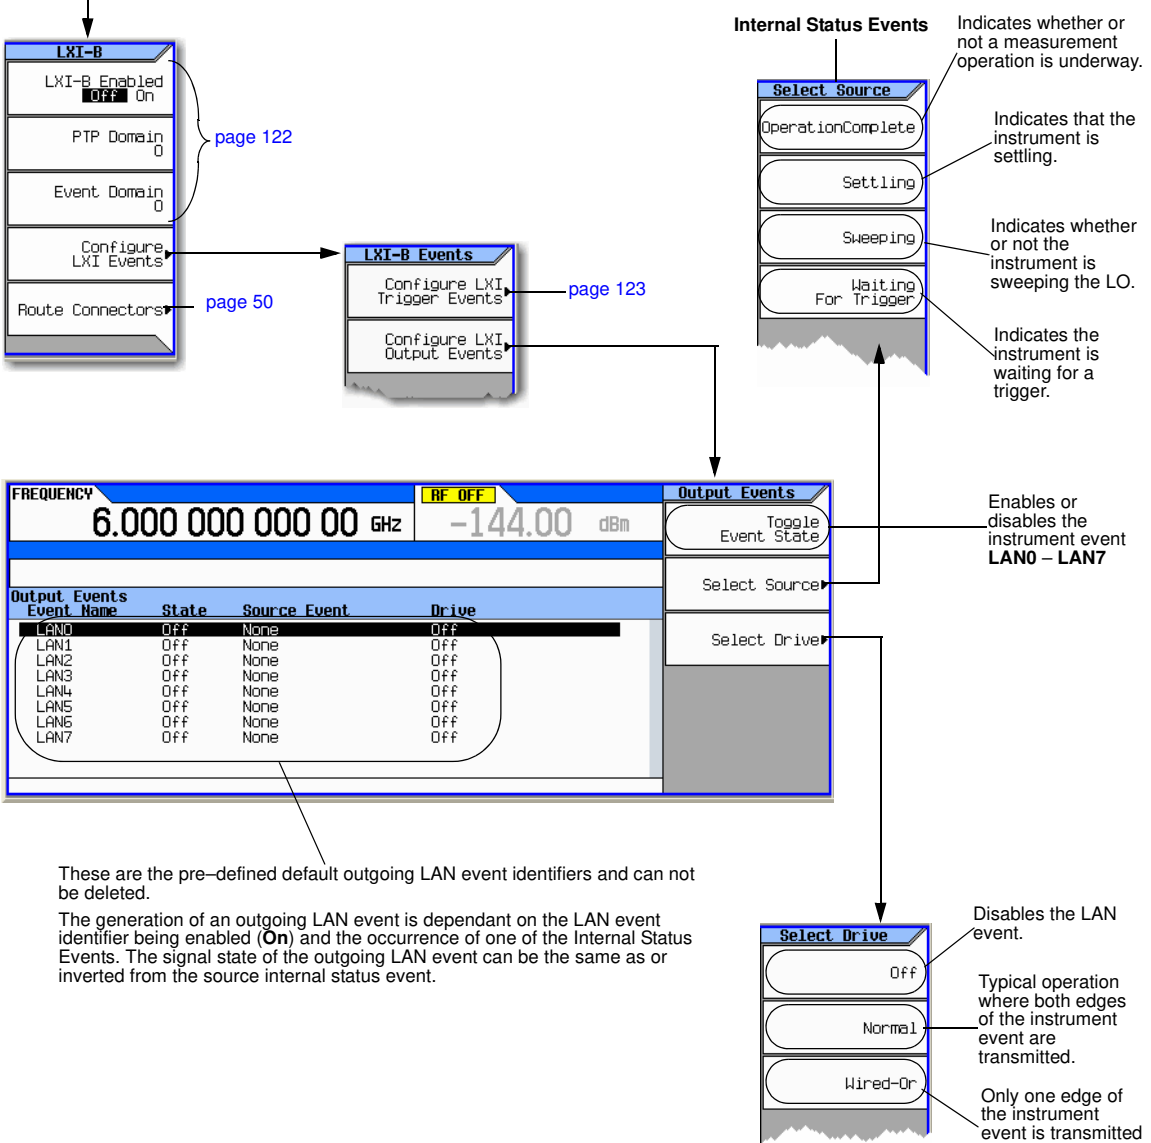 LXI-B
LXI-B Enabled
Off On
PTP Domain
0
Event Domain
0
Configure
LXI Events
Route Connectors
page 122
page 50
LXI-B Events
Configure LXI
Trigger Events
Configure LXI
Output Events
page 123
Internal Status Events
Select Source
OperationComplete
Settling
Sweeping
Waiting
For Trigger
Indicates whether or
not a measurement
operation is underway.
Indicates that the
instrument is
settling.
Indicates whether
or not the
instrument is
sweeping the LO.
Indicates the
instrument is
waiting for a
trigger.
FREQUENCY
6.000 000 000 00 GHz
RF OFF
-144.00 dBm
Output Events
Event Name State Source Event Drive
LAN0 Off None Off
LAN1 Off None Off
LAN2 Off None Off
LAN3 Off None Off
LAN4 Off None Off
LAN5 Off None Off
LAN6 Off None Off
LAN7 Off None Off
Output Events
Toggle
Event State
Select Source
Select Drive
Enables or
disables the
instrument event
LAN0 – LAN7
These are the pre–defined default outgoing LAN event identifiers and can not
be deleted.
The generation of an outgoing LAN event is dependant on the LAN event
identifier being enabled (On) and the occurrence of one of the Internal Status
Events. The signal state of the outgoing LAN event can be the same as or
inverted from the source internal status event.
Select Drive
Off
Normal
Wired-Or
Disables the LAN
event.
Typical operation
where both edges
of the instrument
event are
transmitted.
Only one edge of
the instrument
event is transmitted